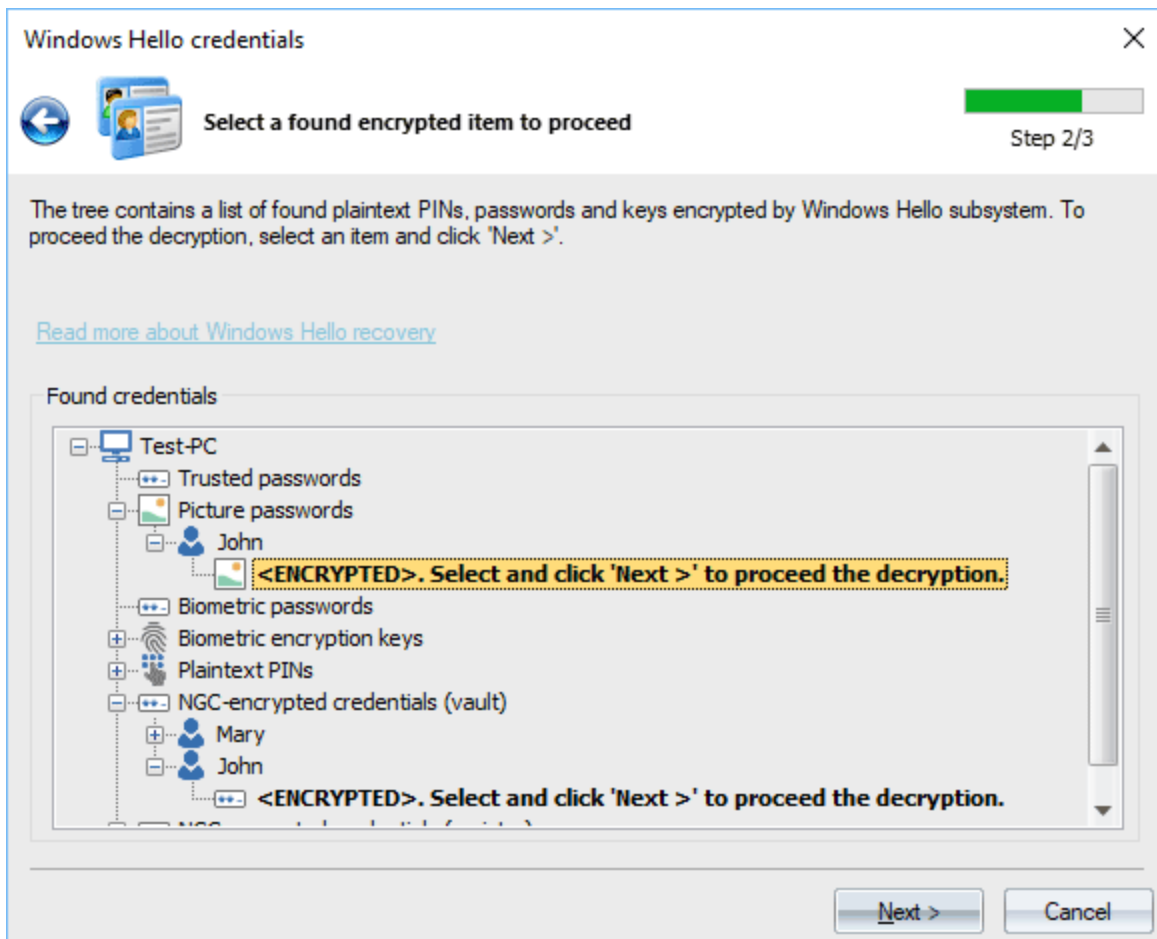 Windows Hello credentials
Select a found encrypted item to proceed
Step 2/3
The tree contains a list of found plaintext PINs, passwords and keys encrypted by Windows Hello subsystem. To
proceed the decryption, select an item and click 'Next >'.
Read more about Windows Hello recovery
Found credentials
Test-PC
Trusted passwords
Picture passwords
John
<ENCRYPTED>. Select and click 'Next >' to proceed the decryption.
Biometric passwords
Biometric encryption keys
Plaintext PINs
NGC-encrypted credentials (vault)
Mary
John
<ENCRYPTED>. Select and click 'Next >' to proceed the decryption.
Next >
Cancel